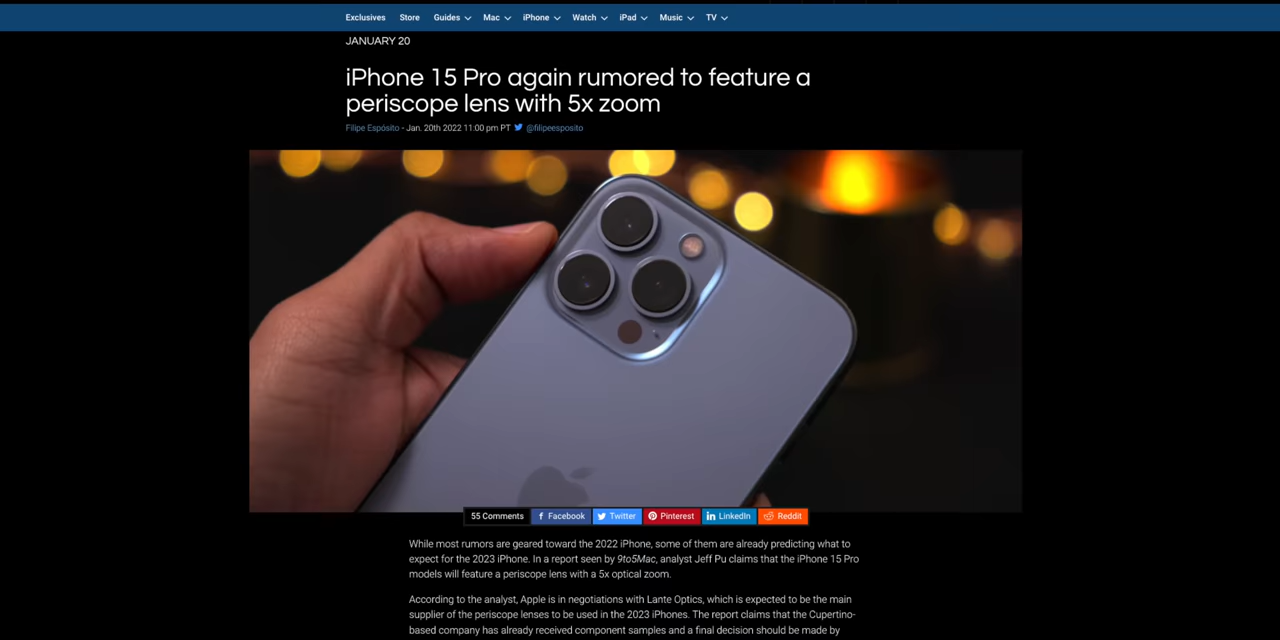 Exclusives Store Guides Mac iPhone Watch iPad Music TV
JANUARY 20
iPhone 15 Pro again rumored to feature a
periscope lens with 5x zoom
Filipe Espósito - Jan. 20th 2022 11:00 pm PT @filipeesposito
55 Comments Facebook Twitter Pinterest LinkedIn Reddit
While most rumors are geared toward the 2022 iPhone, some of them are already predicting what to
expect for the 2023 iPhone. In a report seen by 9to5Mac, analyst Jeff Pu claims that the iPhone 15 Pro
models will feature a periscope lens with a 5x optical zoom.
According to the analyst, Apple is in negotiations with Lante Optics, which is expected to be the main
supplier of the periscope lenses to be used in the 2023 iPhones. The report claims that the Cupertino-
based company has already received component samples and a final decision should be made by